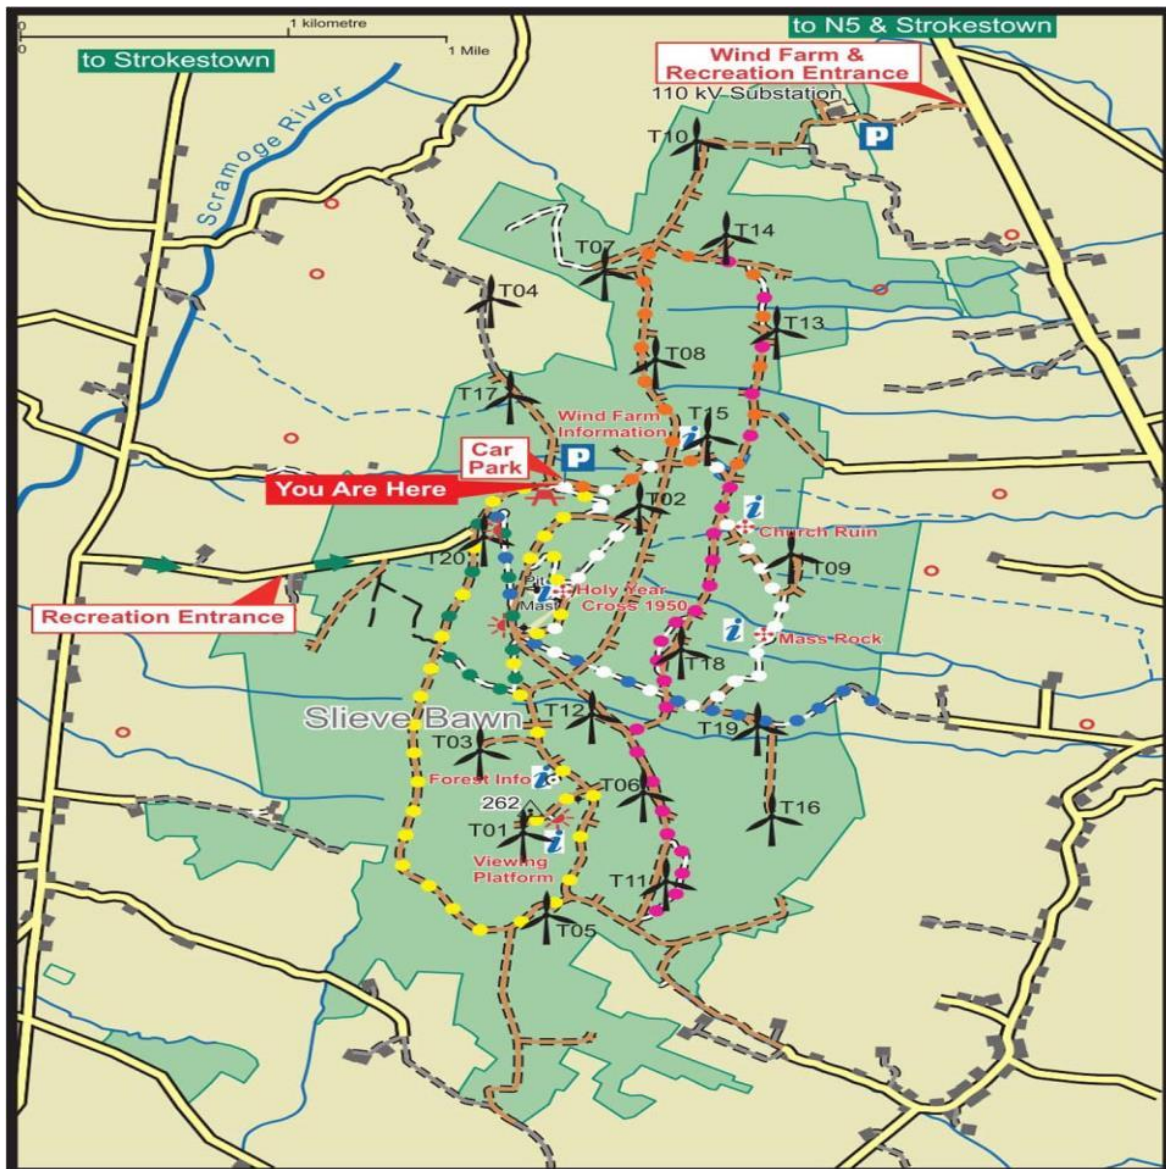 0
0
1 kilometre
1 Mile
to Strokestown
to N5 & Strokestown
Wind Farm &
Recreation Entrance
110 kV Substation
P
Scramoge River
T10
T14
T07
T04
T13
T08
T17
T15
Wind Farm
Information
i
Car
Park
P
You Are Here
T02
i
Church Ruin
T20
T09
i
Holy Year
Cross 1950
Mast
Recreation Entrance
i
Mass Rock
T18
Slieve Bawn
T12
T19
T03
Forest Info
i
T06
262
T16
T01
i
Viewing
Platform
T11
T05